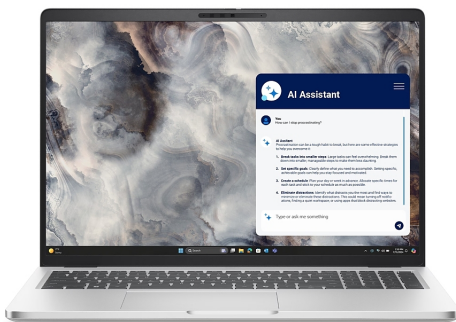 AI Assistant
You
How can I stop procrastinating?
AI Assitant
Procrastination can be a tough habit to break, but here are some effective strategies
to help you overcome it:
1. Break tasks into smaller steps: Large tasks can feel overwhelming. Break them
down into smaller, manageable steps to make them less daunting.
2. Set specific goals: Clearly define what you need to accomplish. Setting specific,
achievable goals can help you stay focused and motivated.
3. Create a schedule: Plan your day or week in advance. Allocate specific times for
each task and stick to your schedule as much as possible.
4. Eliminate distractions: Identify what distracts you the most and find ways to
minimize or eliminate these distractions. This could mean turning off notific
ations, finding a quiet workspace, or using apps that block distracting websites.
Type or ask me something
Search